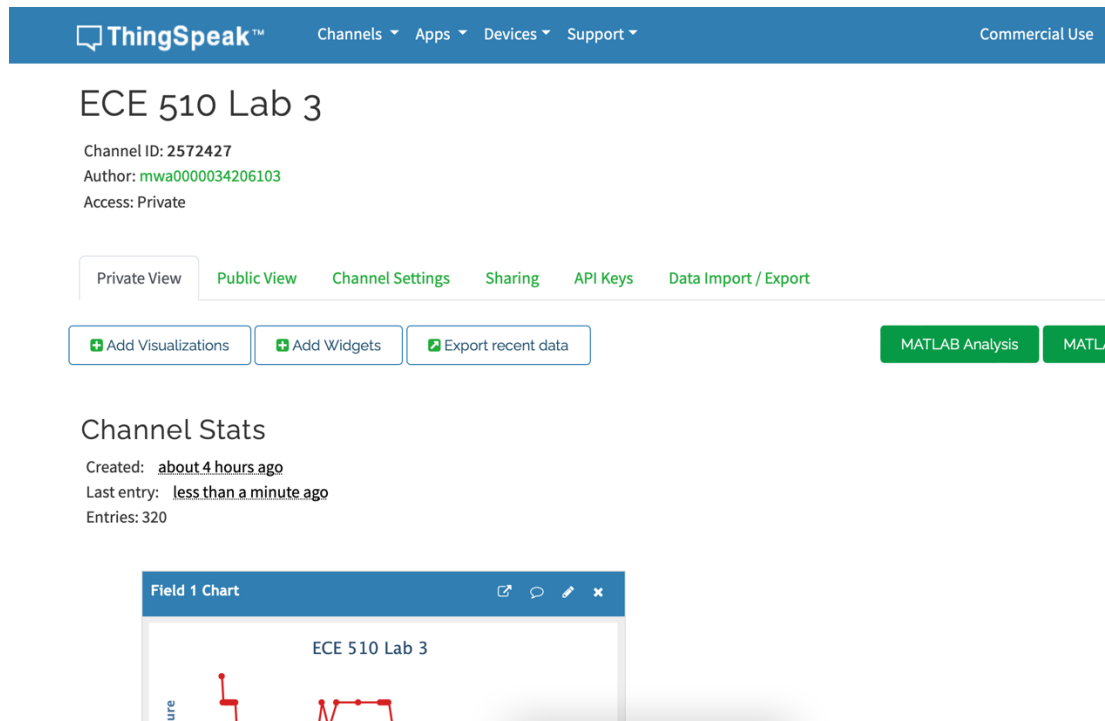 ThingSpeak™ Channels Apps Devices Support Commercial Use
ECE 510 Lab 3
Channel ID: 2572427
Author: mwa0000034206103
Access: Private
Private View Public View Channel Settings Sharing API Keys Data Import / Export
Add Visualizations Add Widgets Export recent data MATLAB Analysis
Channel Stats
Created: about 4 hours ago
Last entry: less than a minute ago
Entries: 320
Field 1 Chart
ECE 510 Lab 3